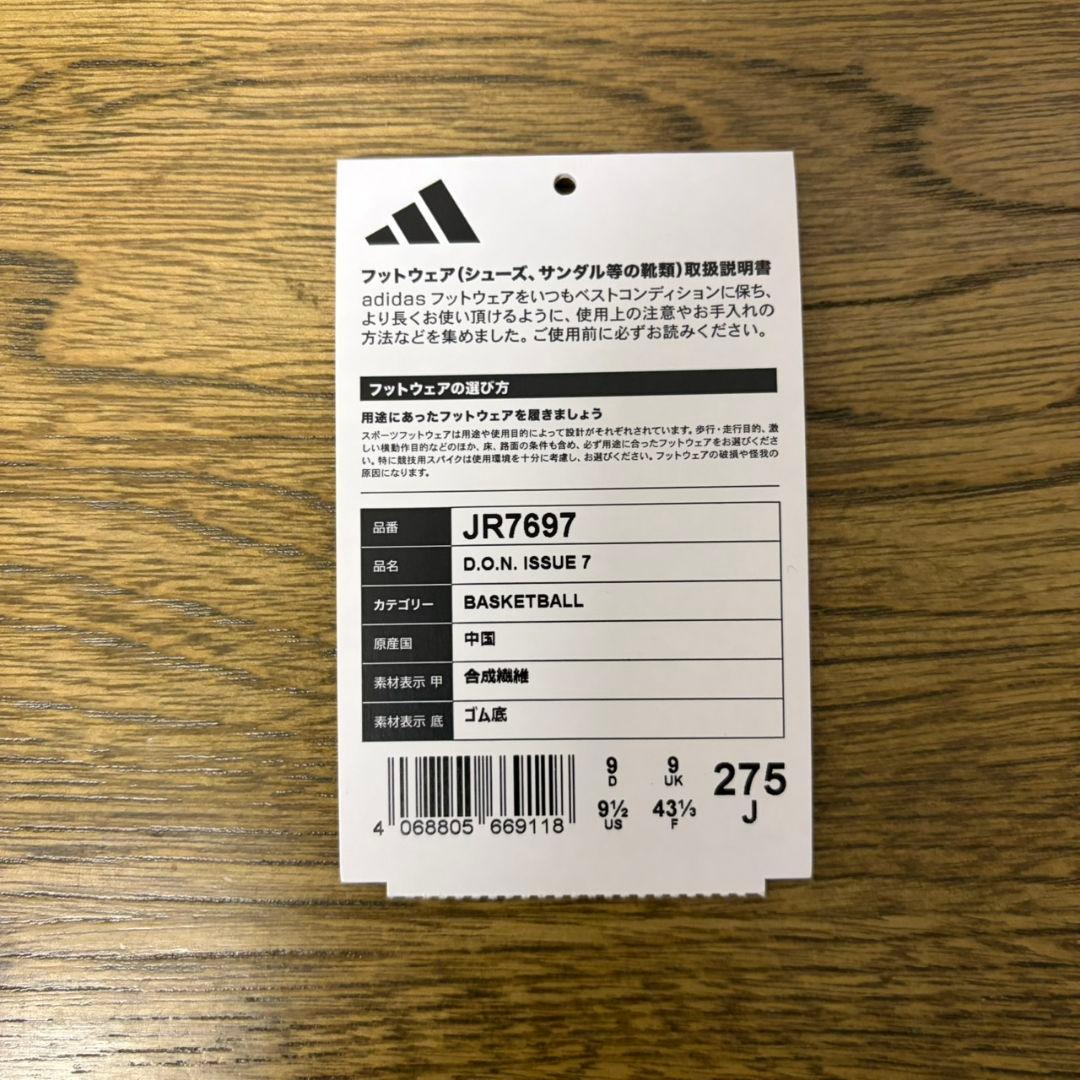 フットウェア(シューズ、サンダル等の靴類)取扱説明書
adidas フットウェアをいつもベストコンディションに保ち、
より長くお使い頂けるように、使用上の注意やお手入れの
方法などを集めました。ご使用前に必ずお読みください。
フットウェアの選び方
用途にあったフットウェアを履きましょう
スポーツフットウェアは用途や使用目的によって設計がそれぞれされています。歩行・走行目的、激
しい横動作目的などのほか、床、路面の条件も含め、必ず用途に合ったフットウェアをお選びくださ
い。特に競技用スパイクは使用環境を十分に考慮し、お選びください。フットウェアの破損や怪我の
原因になります。
品番 JR7697
品名 D.O.N. ISSUE 7
カテゴリー BASKETBALL
原産国 中国
素材表示 甲 合成繊維
素材表示 底 ゴム底
9 9 275
D UK J
9½ 43⅓
US F
4 068805 669118